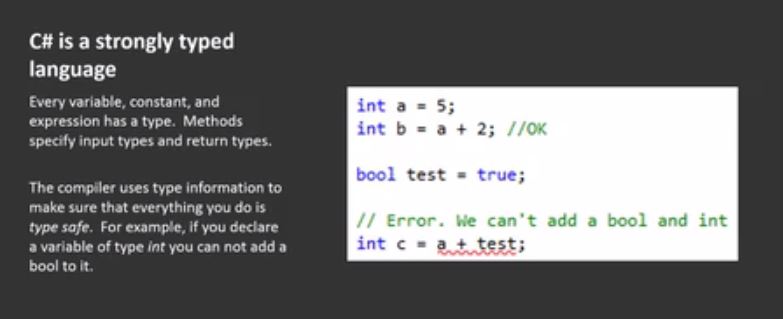 C# is a strongly typed
language
Every variable, constant, and
expression has a type. Methods
specify input types and return types.
The compiler uses type information to
make sure that everything you do is
type safe. For example, if you declare
a variable of type int you can not add a
bool to it.
int a = 5;
int b = a + 2; //OK
bool test = true;
// Error. We can't add a bool and int
int c = a + test;